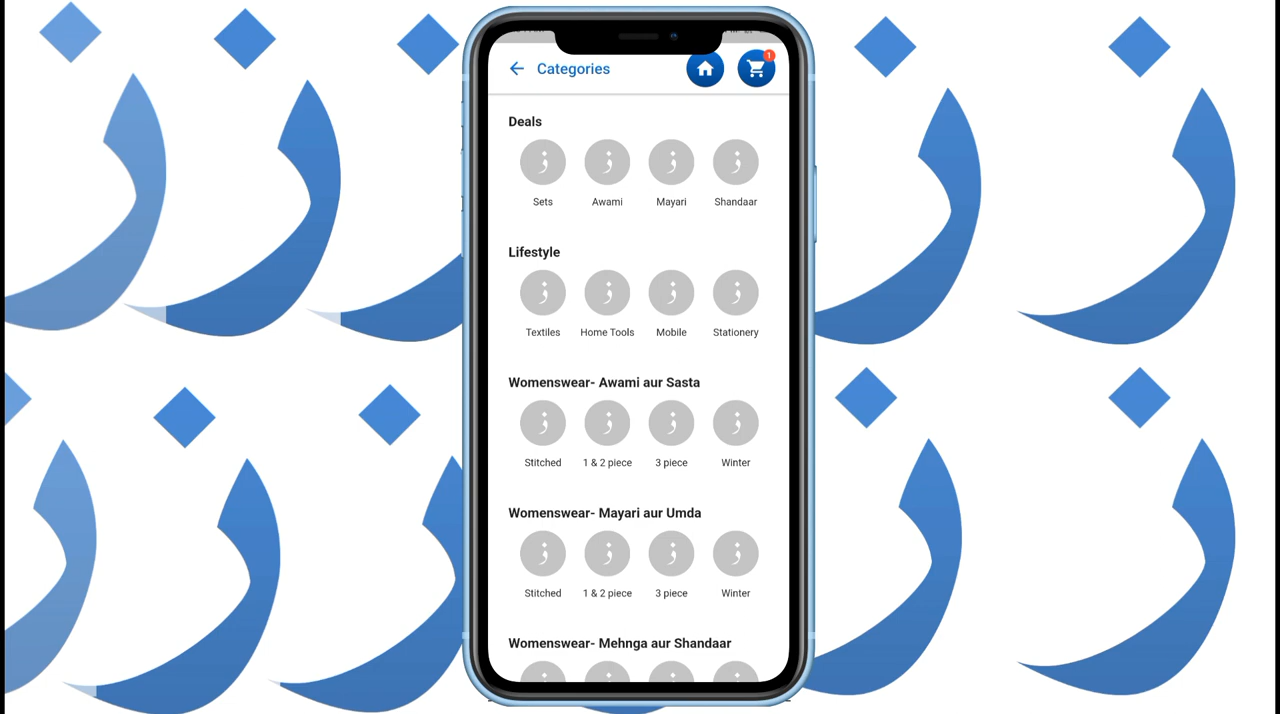 Categories
1
Deals
Sets Awami Mayari Shandaar
Lifestyle
Textiles Home Tools Mobile Stationery
Womenswear- Awami aur Sasta
Stitched 1 & 2 piece 3 piece Winter
Womenswear- Mayari aur Umda
Stitched 1 & 2 piece 3 piece Winter
Womenswear- Mehnga aur Shandaar